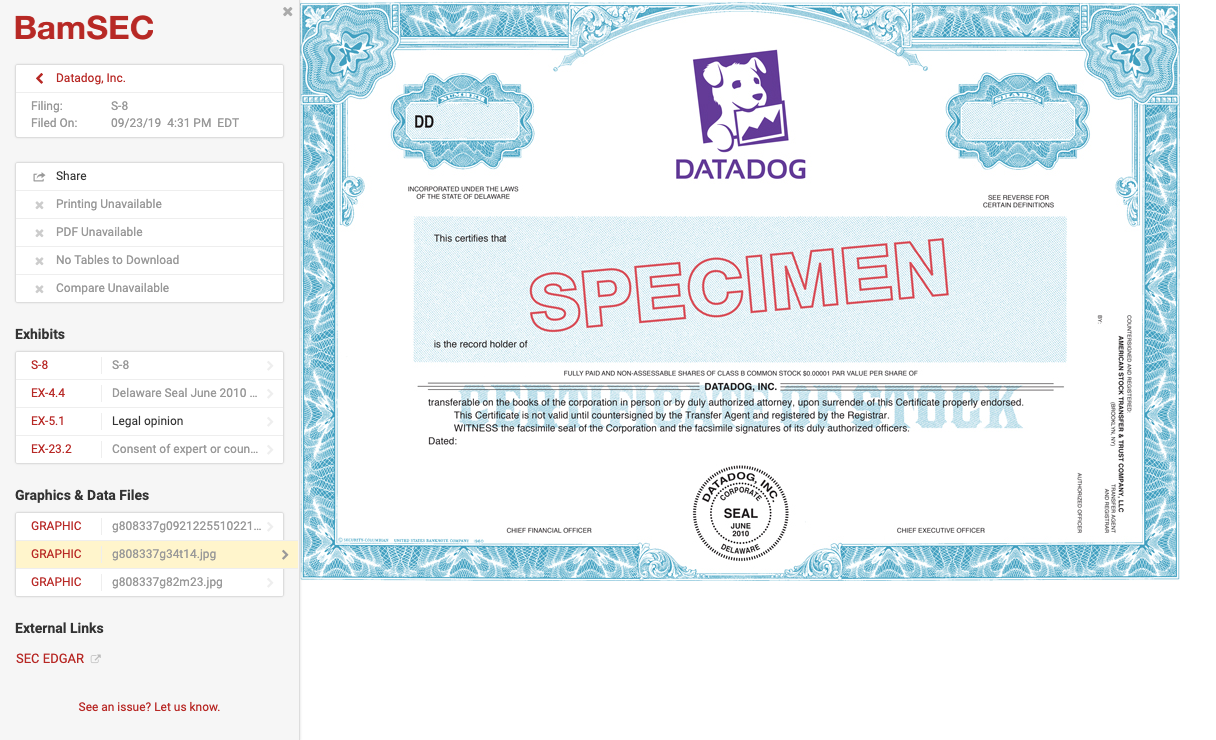 BamSEC
Datadog, Inc.
Filing: S-8
Filed On: 09/23/19 4:31 PM EDT
Share
Printing Unavailable
PDF Unavailable
No Tables to Download
Compare Unavailable
Exhibits
S-8 S-8
EX-4.4 Delaware Seal June 2010 ...
EX-5.1 Legal opinion
EX-23.2 Consent of expert or coun...
Graphics & Data Files
GRAPHIC g808337g0921225510221...
GRAPHIC g808337g34t14.jpg
GRAPHIC g808337g82m23.jpg
External Links
SEC EDGAR
See an issue? Let us know.
NUMBER
DD
INCORPORATED UNDER THE LAWS
OF THE STATE OF DELAWARE
DATADOG
SHARES
SEE REVERSE FOR
CERTAIN DEFINITIONS
This certifies that
SPECIMEN
is the record holder of
FULLY PAID AND NON-ASSESSABLE SHARES OF CLASS B COMMON STOCK $0.00001 PAR VALUE PER SHARE OF
DATADOG, INC.
CERTIFICATE OF STOCK
transferable on the books of the corporation in person or by duly authorized attorney, upon surrender of this Certificate properly endorsed.
This Certificate is not valid until countersigned by the Transfer Agent and registered by the Registrar.
WITNESS the facsimile seal of the Corporation and the facsimile signatures of its duly authorized officers.
Dated:
DATADOG, INC.
CORPORATE
SEAL
JUNE
2010
DELAWARE
CHIEF FINANCIAL OFFICER
CHIEF EXECUTIVE OFFICER
COUNTERSIGNED AND REGISTERED:
AMERICAN STOCK TRANSFER & TRUST COMPANY, LLC
(BROOKLYN, NY)
TRANSFER AGENT
AND REGISTRAR
BY:
AUTHORIZED OFFICER
UNITED STATES BANKNOTE COMPANY